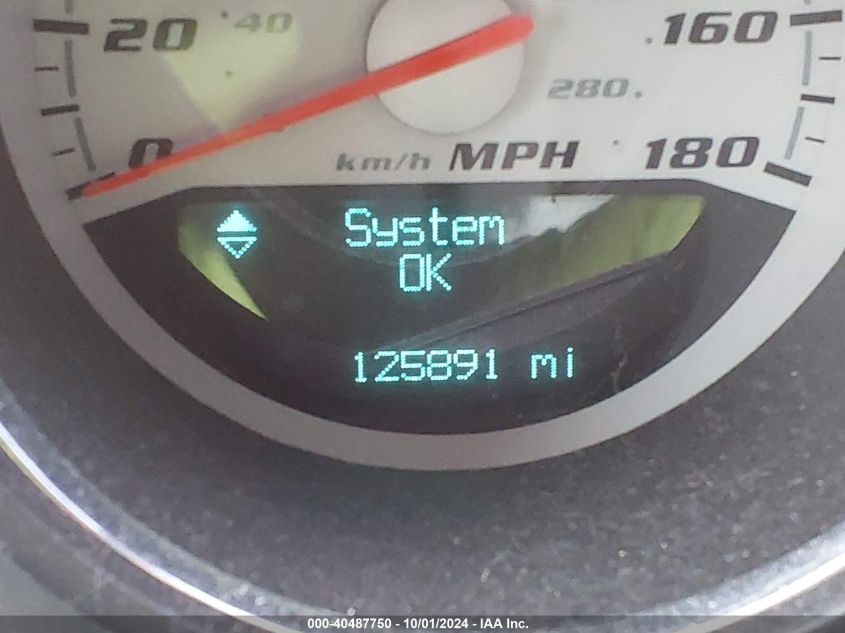 20 40 160
280
0 km/h MPH 180
System
OK
125891 mi
000-40487750 - 10/01/2024 - IAA Inc.